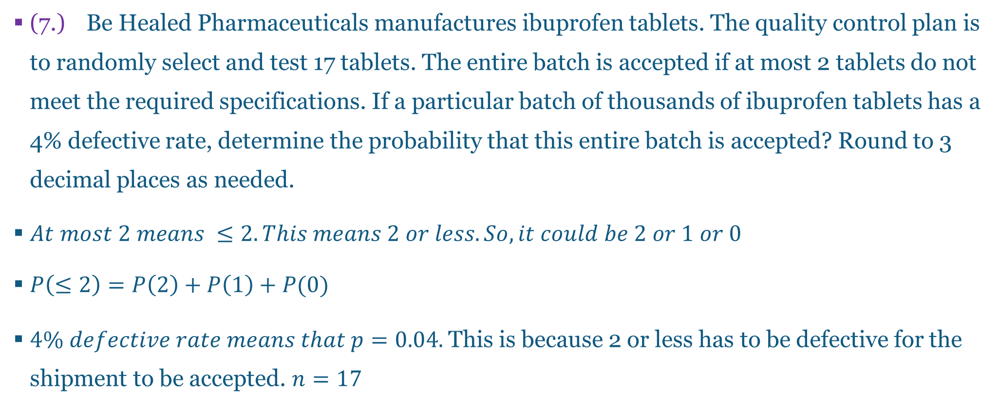 ▪ (7.) Be Healed Pharmaceuticals manufactures ibuprofen tablets. The quality control plan is
to randomly select and test 17 tablets. The entire batch is accepted if at most 2 tablets do not
meet the required specifications. If a particular batch of thousands of ibuprofen tablets has a
4% defective rate, determine the probability that this entire batch is accepted? Round to 3
decimal places as needed.
▪ At most 2 means ≤ 2. This means 2 or less. So, it could be 2 or 1 or 0
▪ P(≤ 2) = P(2) + P(1) + P(0)
▪ 4% defective rate means that p = 0.04. This is because 2 or less has to be defective for the
shipment to be accepted. n = 17